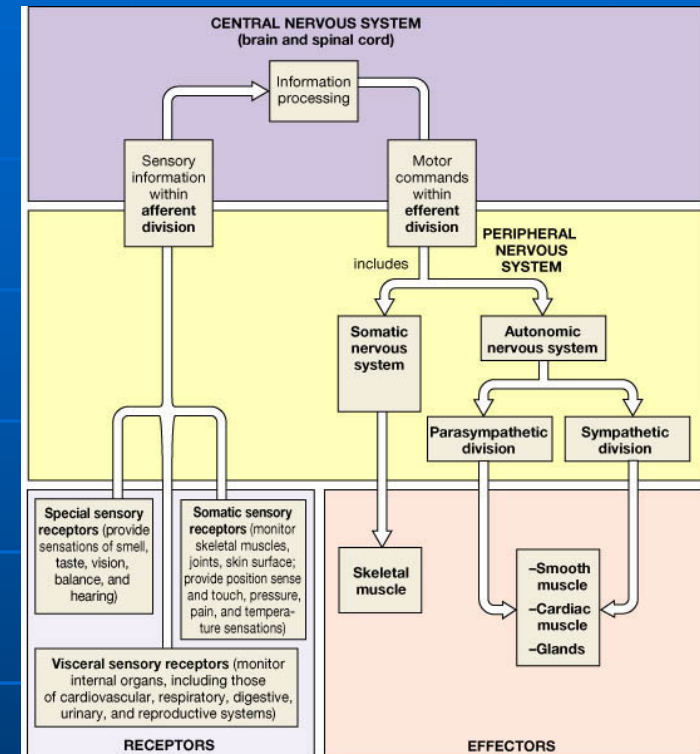 CENTRAL NERVOUS SYSTEM
(brain and spinal cord)
Information
processing
Sensory
information
within
afferent
division
Motor
commands
within
efferent
division
PERIPHERAL
NERVOUS
SYSTEM
includes
Somatic
nervous
system
Autonomic
nervous system
Parasympathetic
division
Sympathetic
division
Special sensory
receptors (provide
sensations of smell,
taste, vision,
balance, and
hearing)
Somatic sensory
receptors (monitor
skeletal muscles,
joints, skin surface;
provide position sense
and touch, pressure,
pain, and tempera-
ture sensations)
Visceral sensory receptors (monitor
internal organs, including those
of cardiovascular, respiratory, digestive,
urinary, and reproductive systems)
RECEPTORS
Skeletal
muscle
–Smooth
muscle
–Cardiac
muscle
–Glands
EFFECTORS